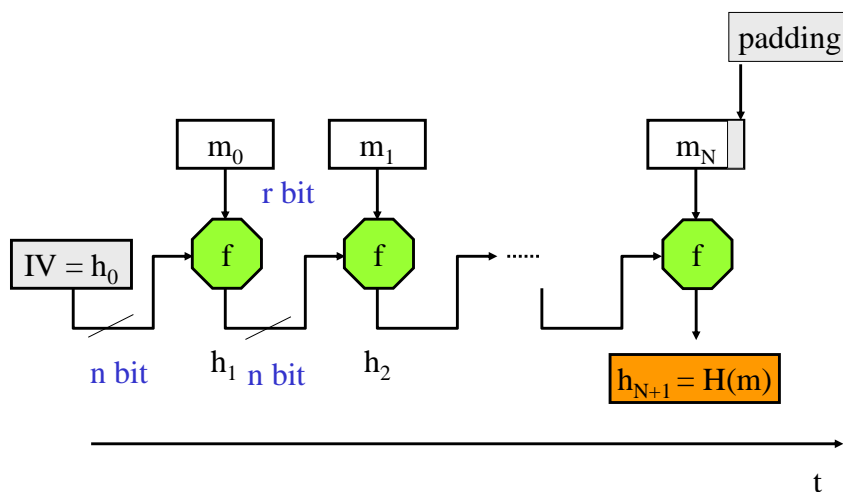 padding
m0
m1
mN
r bit
f
f
f
IV = h0
......
n bit
h1
n bit
h2
hN+1 = H(m)
t